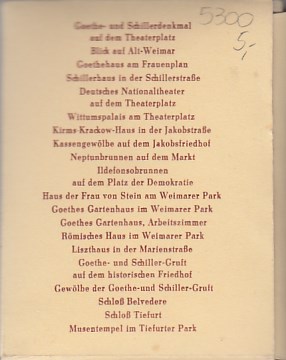 5300
5,-
Goethe- und Schillerdenkmal
auf dem Theaterplatz
Blick auf Alt-Weimar
Goethehaus am Frauenplan
Schillerhaus in der Schillerstraße
Deutsches Nationaltheater
auf dem Theaterplatz
Wittumspalais am Theaterplatz
Kirms-Krackow-Haus in der Jakobstraße
Kassengewölbe auf dem Jakobsfriedhof
Neptunbrunnen auf dem Markt
Ildefonsobrunnen
auf dem Platz der Demokratie
Haus der Frau von Stein am Weimarer Park
Goethes Gartenhaus im Weimarer Park
Goethes Gartenhaus, Arbeitszimmer
Römisches Haus im Weimarer Park
Liszthaus in der Marienstraße
Goethe- und Schiller-Gruft
auf dem historischen Friedhof
Gewölbe der Goethe-und Schiller-Gruft
Schloß Belvedere
Schloß Tiefurt
Musentempel im Tiefurter Park